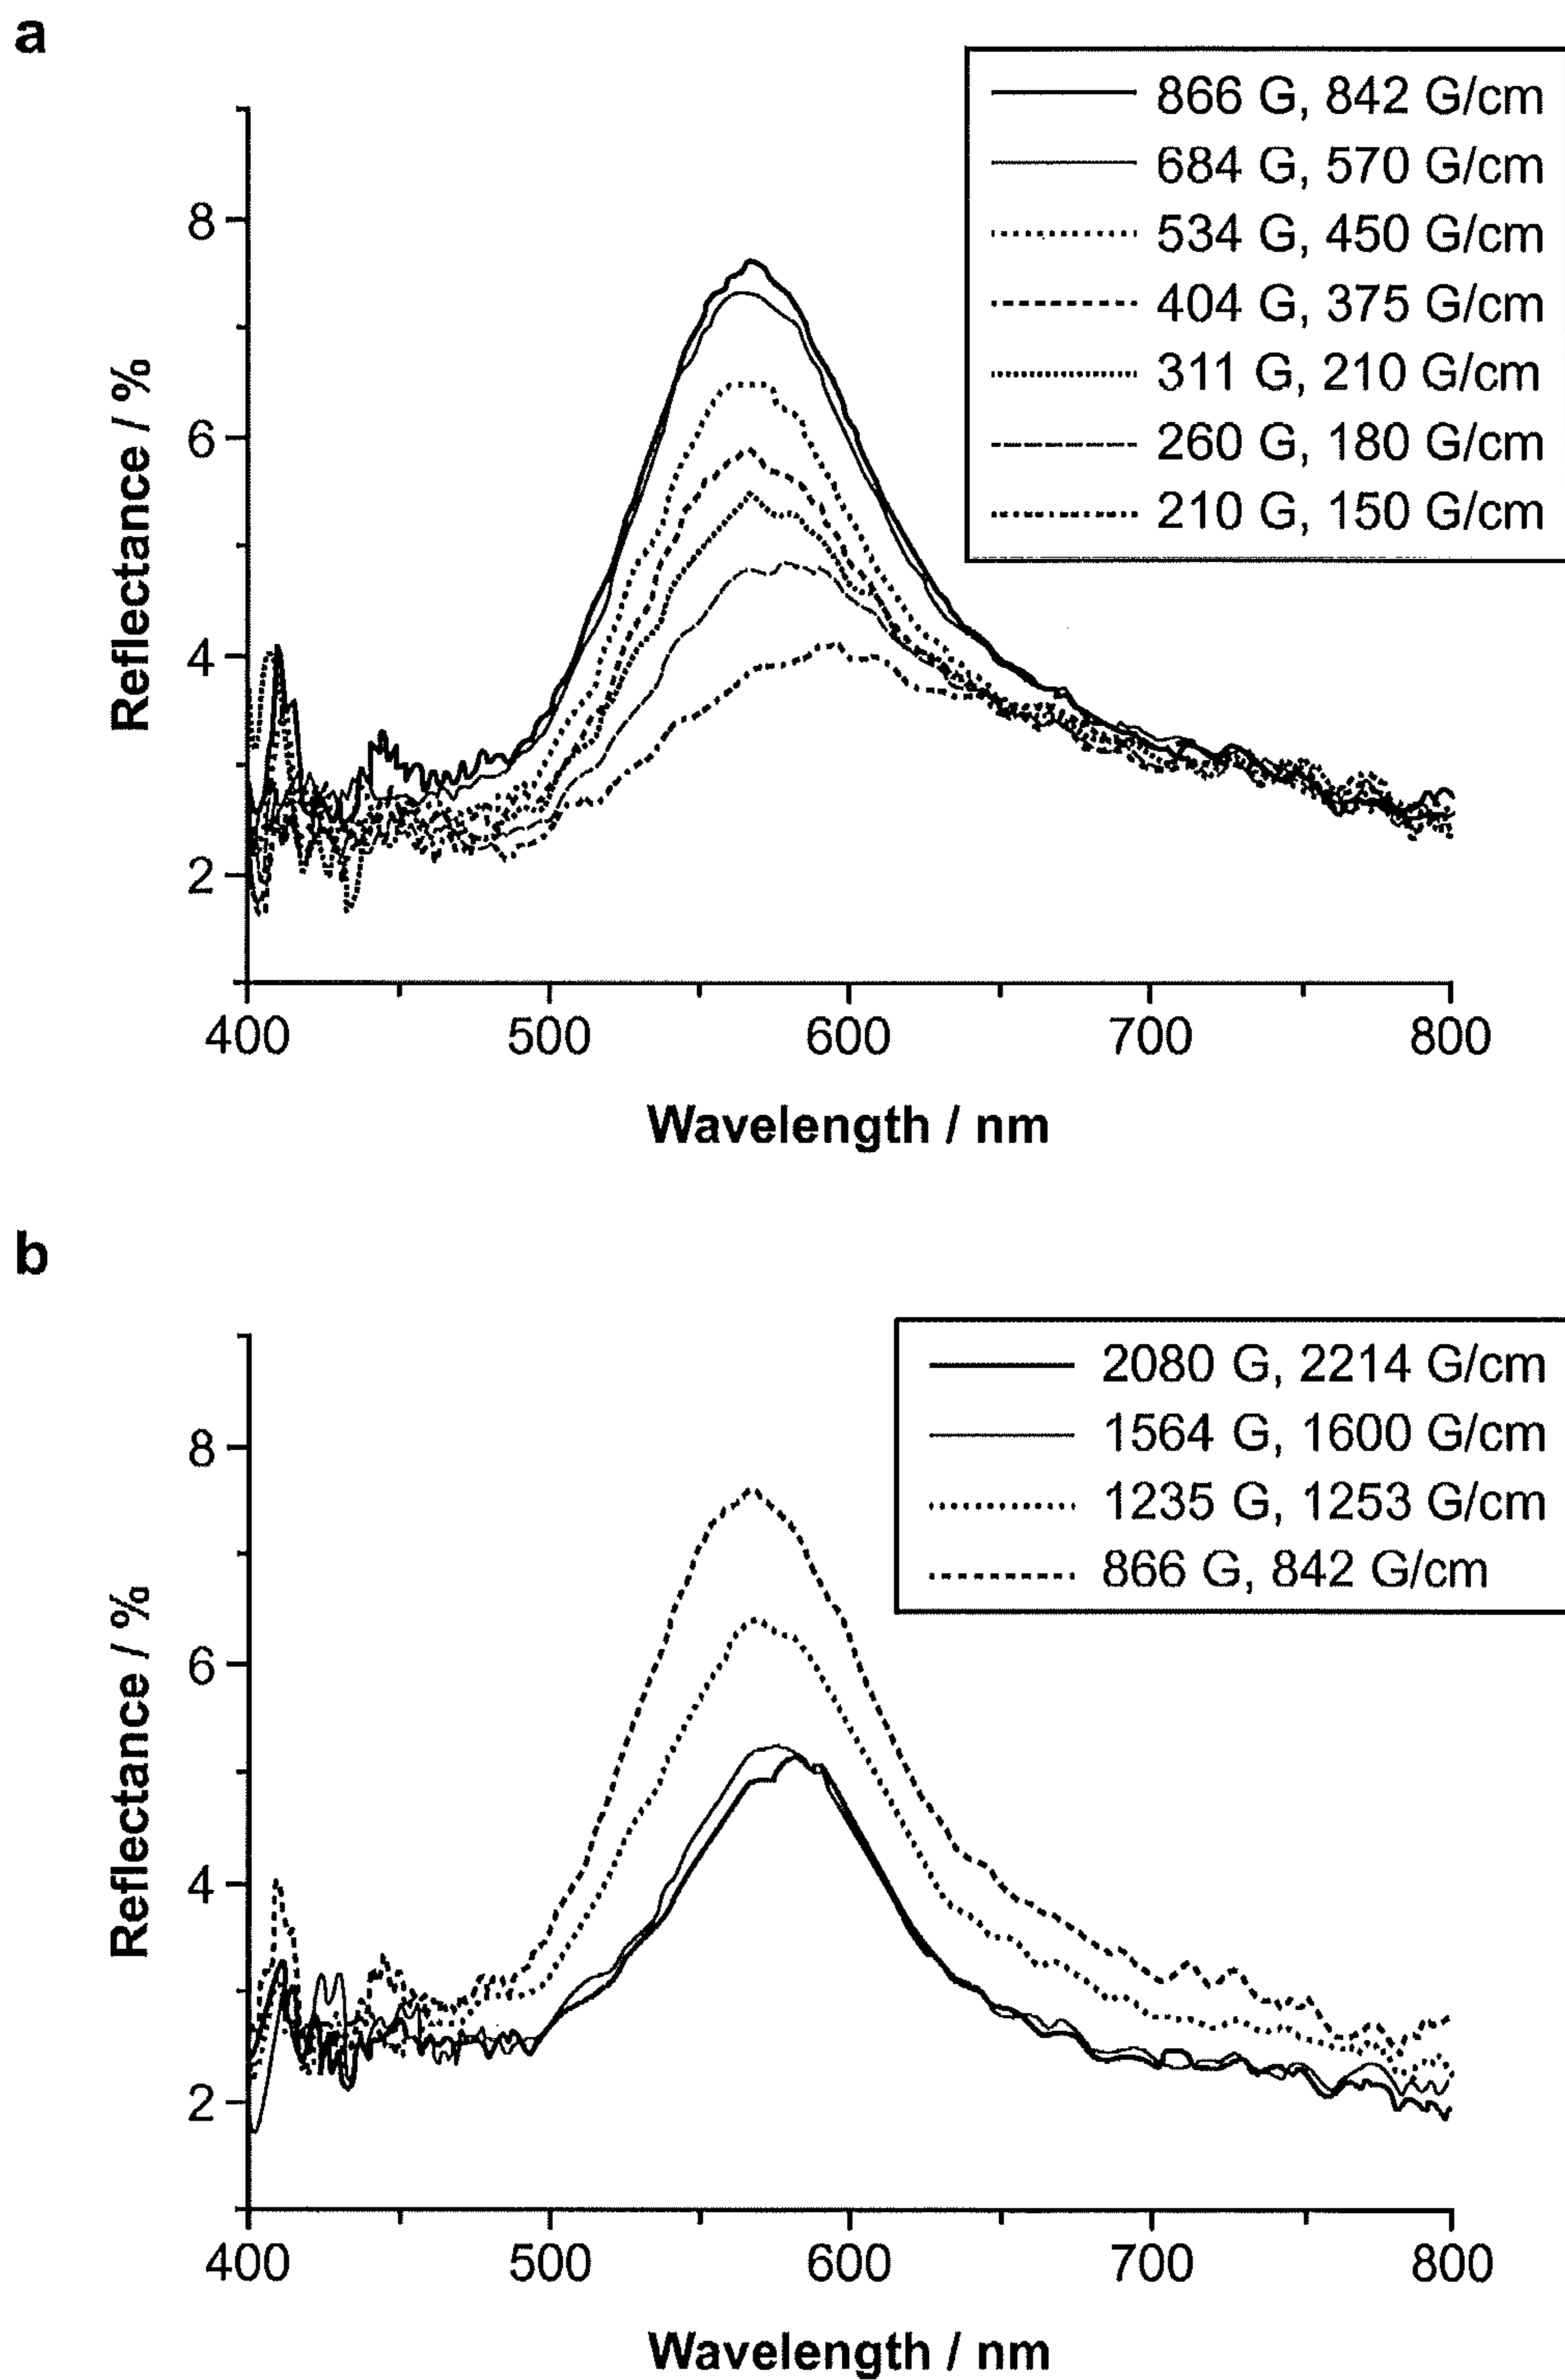 a
866 G, 842 G/cm
684 G, 570 G/cm
534 G, 450 G/cm
404 G, 375 G/cm
311 G, 210 G/cm
260 G, 180 G/cm
210 G, 150 G/cm
8
6
4
2
Reflectance / %
400 500 600 700 800
Wavelength / nm
b
2080 G, 2214 G/cm
1564 G, 1600 G/cm
1235 G, 1253 G/cm
866 G, 842 G/cm
8
6
4
2
Reflectance / %
400 500 600 700 800
Wavelength / nm